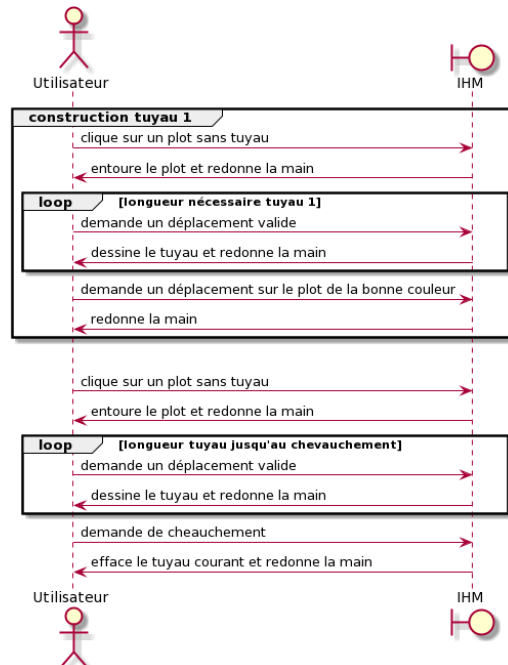 Utilisateur IHM
construction tuyau 1
clique sur un plot sans tuyau
entoure le plot et redonne la main
loop [longueur nécessaire tuyau 1]
demande un déplacement valide
dessine le tuyau et redonne la main
demande un déplacement sur le plot de la bonne couleur
redonne la main
clique sur un plot sans tuyau
entoure le plot et redonne la main
loop [longueur tuyau jusqu'au chevauchement]
demande un déplacement valide
dessine le tuyau et redonne la main
demande de cheauchement
efface le tuyau courant et redonne la main
Utilisateur IHM